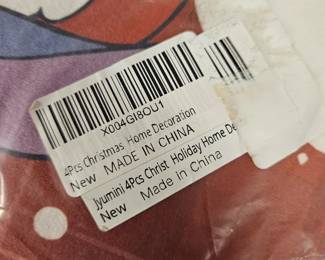 X004GI8OU1
4Pcs Christmas Home Decoration
New MADE IN CHINA
Jyumini 4Pcs Christ Holiday Home De
New Made in China